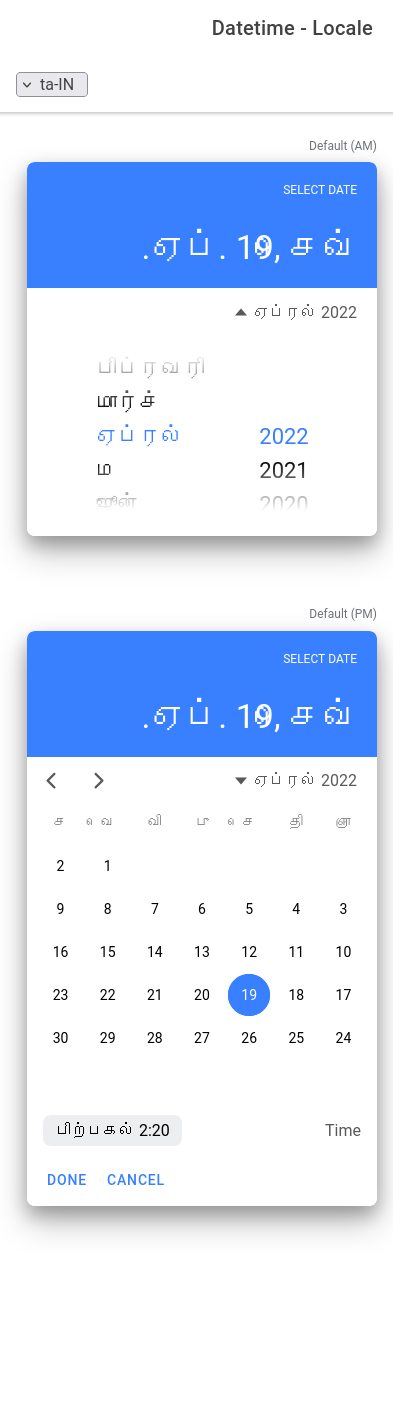 Datetime - Locale
ta-IN
Default (AM)
SELECT DATE
.ஏப். 19, செவ்
ஏப்ரல் 2022
பிப்ரவரி
மார்ச்
ஏப்ரல் 2022
ம 2021
ஜூன் 2020
Default (PM)
SELECT DATE
.ஏப். 19, செவ்
ஏப்ரல் 2022
ச வெ வி பு செ தி ஞா
2 1
9 8 7 6 5 4 3
16 15 14 13 12 11 10
23 22 21 20 19 18 17
30 29 28 27 26 25 24
பிற்பகல் 2:20 Time
DONE CANCEL